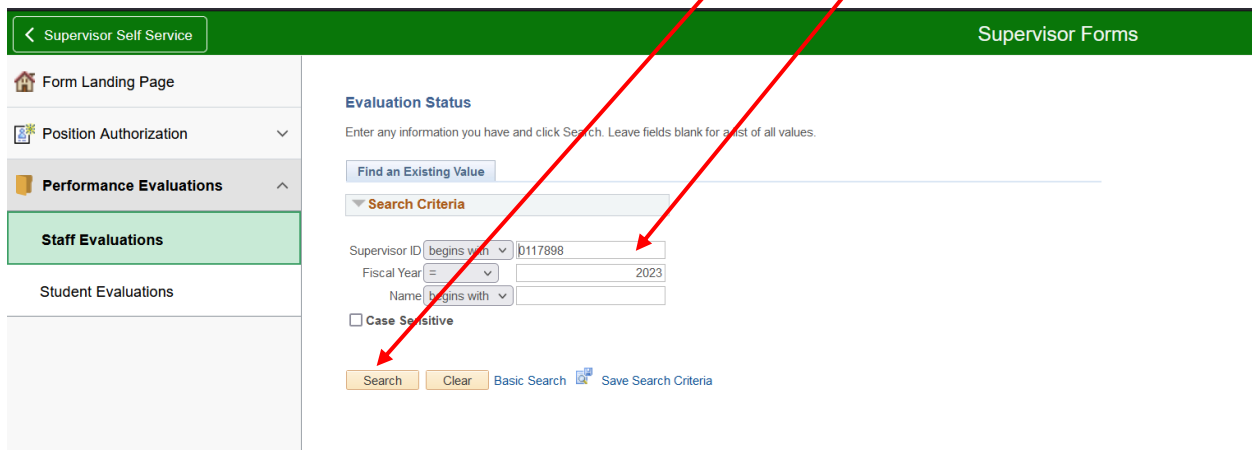 Supervisor Self Service
Supervisor Forms
Form Landing Page
Position Authorization
Performance Evaluations
Staff Evaluations
Student Evaluations
Evaluation Status
Enter any information you have and click Search. Leave fields blank for a list of all values.
Find an Existing Value
Search Criteria
Supervisor ID begins with 0117898
Fiscal Year = 2023
Name begins with
Case Sensitive
Search Clear Basic Search Save Search Criteria